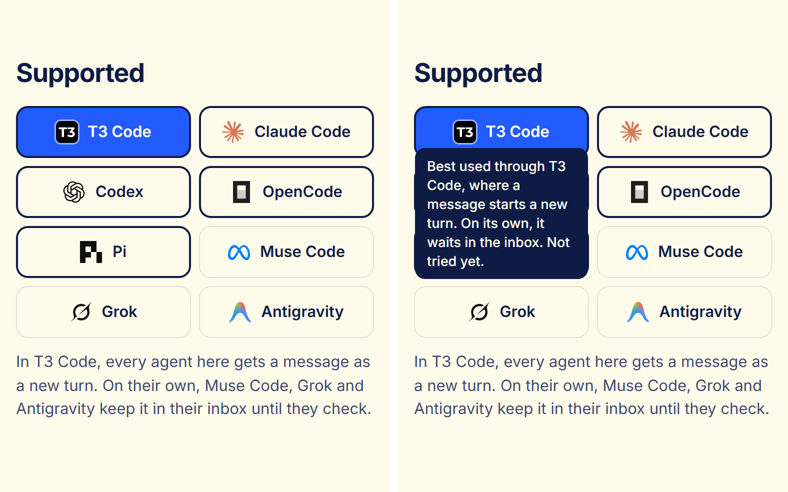 Supported
T3 T3 Code
Claude Code
Codex
OpenCode
Pi
Muse Code
Grok
Antigravity
In T3 Code, every agent here gets a message as
a new turn. On their own, Muse Code, Grok and
Antigravity keep it in their inbox until they check.
Supported
T3 T3 Code
Claude Code
Best used through T3
Code, where a
message starts a new
turn. On its own, it
waits in the inbox. Not
tried yet.
OpenCode
Muse Code
Grok
Antigravity
In T3 Code, every agent here gets a message as
a new turn. On their own, Muse Code, Grok and
Antigravity keep it in their inbox until they check.